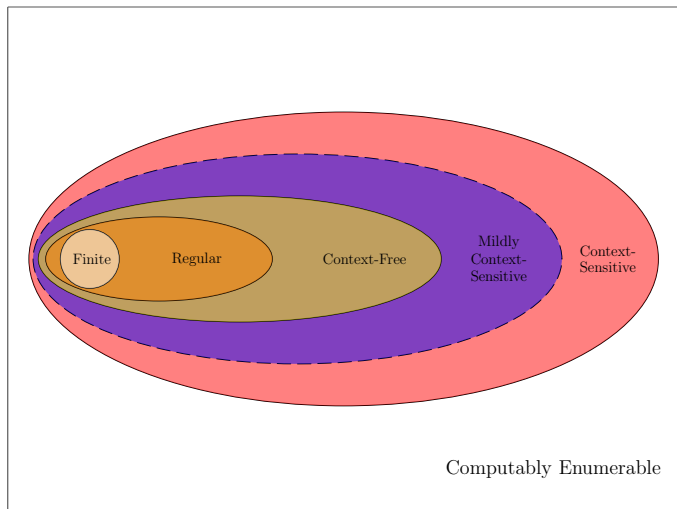 Finite
Regular
Context-Free
Mildly
Context-
Sensitive
Context-
Sensitive
Computably Enumerable